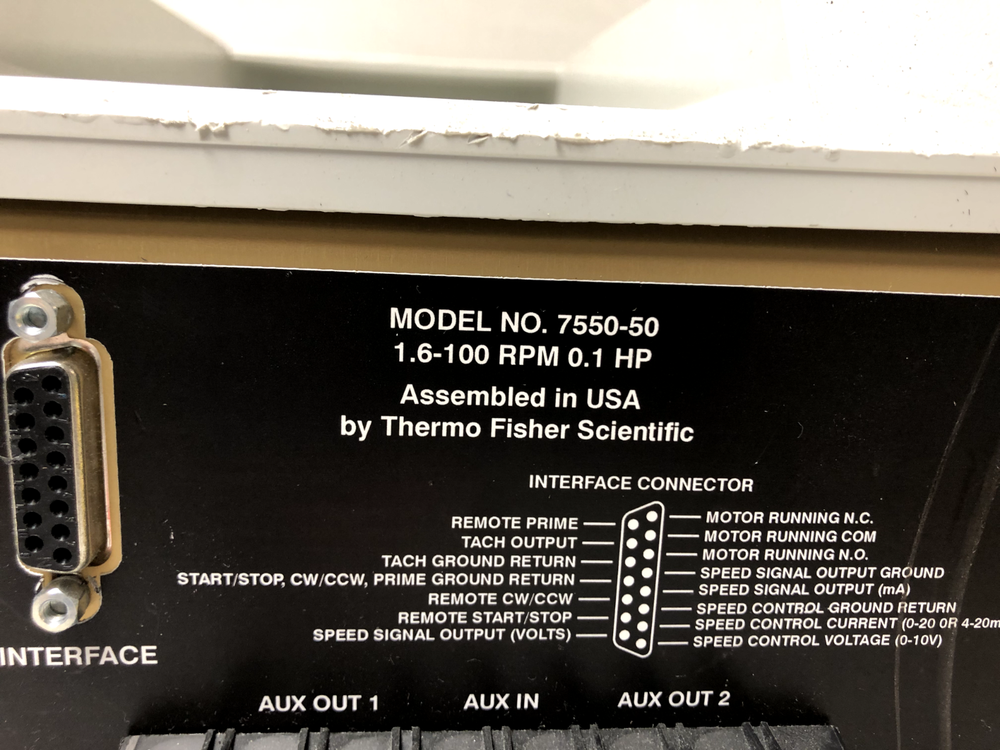 MODEL NO. 7550-50
1.6-100 RPM 0.1 HP
Assembled in USA
by Thermo Fisher Scientific
INTERFACE CONNECTOR
REMOTE PRIME
TACH OUTPUT
TACH GROUND RETURN
START/STOP, CW/CCW, PRIME GROUND RETURN
REMOTE CW/CCW
REMOTE START/STOP
SPEED SIGNAL OUTPUT (VOLTS)
MOTOR RUNNING N.C.
MOTOR RUNNING COM
MOTOR RUNNING N.O.
SPEED SIGNAL OUTPUT GROUND
SPEED SIGNAL OUTPUT (mA)
SPEED CONTROL GROUND RETURN
SPEED CONTROL CURRENT (0-20 OR 4-20m
SPEED CONTROL VOLTAGE (0-10V)
INTERFACE
AUX OUT 1 AUX IN AUX OUT 2